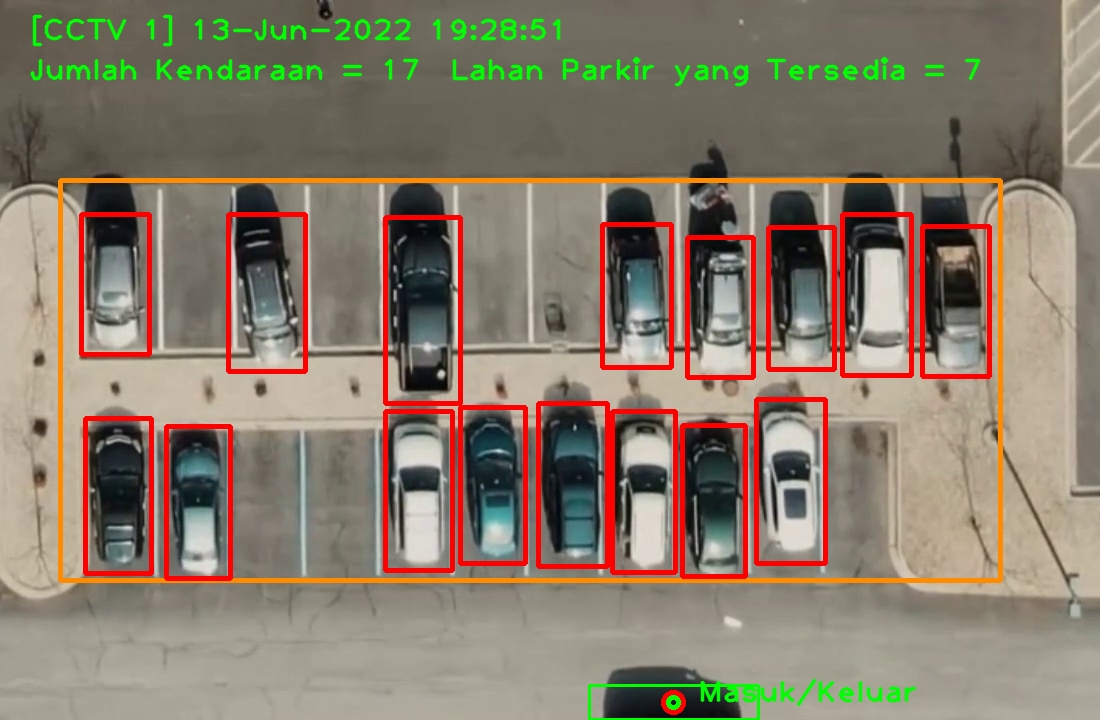 [CCTV 1] 13-Jun-2022 19:28:51
Jumlah Kendaraan = 17 Lahan Parkir yang Tersedia = 7
Masuk/Keluar